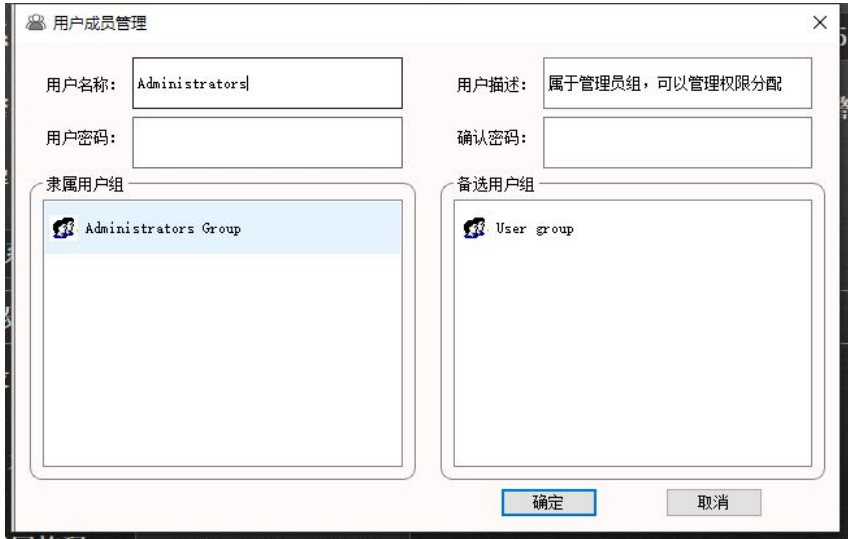 用户成员管理
用户名称: Administrators
用户描述: 属于管理员组，可以管理权限分配
用户密码:
确认密码:
隶属用户组
备选用户组
Administrators Group
User group
确定
取消